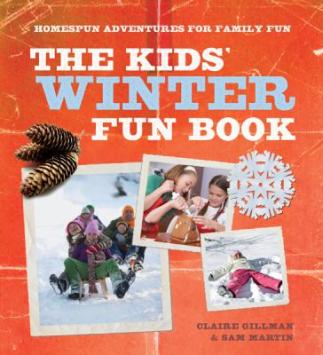 HOMESPUN ADVENTURES FOR FAMILY FUN
THE KIDS'
WINTER
FUN BOOK
CLAIRE GILLMAN
& SAM MARTIN